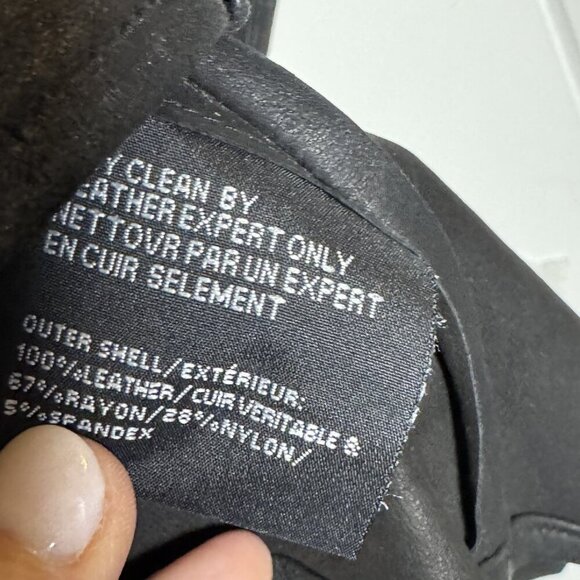 Y CLEAN BY
EATHER EXPERT ONLY
NETTOVR PAR UN EXPERT
EN CUIR SELEMENT
OUTER SHELL/EXTÉRIEUR:
100%LEATHER/CUIR VERITABLE &
67%RAYON/28%NYLON/
5%SPANDEX